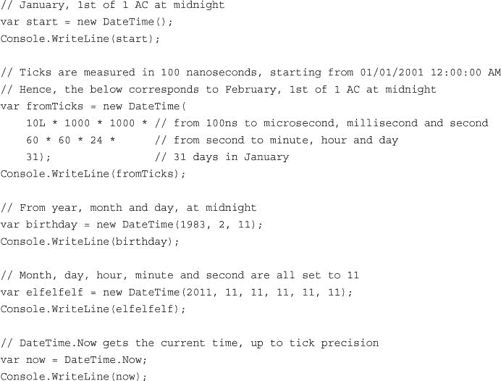 // January, 1st of 1 AC at midnight
var start = new DateTime();
Console.WriteLine(start);

// Ticks are measured in 100 nanoseconds, starting from 01/01/2001 12:00:00 AM
// Hence, the below corresponds to February, 1st of 1 AC at midnight
var fromTicks = new DateTime(
    10L * 1000 * 1000 * // from 100ns to microsecond, millisecond and second
    60 * 60 * 24 *      // from second to minute, hour and day
    31);                // 31 days in January
Console.WriteLine(fromTicks);

// From year, month and day, at midnight
var birthday = new DateTime(1983, 2, 11);
Console.WriteLine(birthday);

// Month, day, hour, minute and second are all set to 11
var elfelfelf = new DateTime(2011, 11, 11, 11, 11, 11);
Console.WriteLine(elfelfelf);

// DateTime.Now gets the current time, up to tick precision
var now = DateTime.Now;
Console.WriteLine(now);